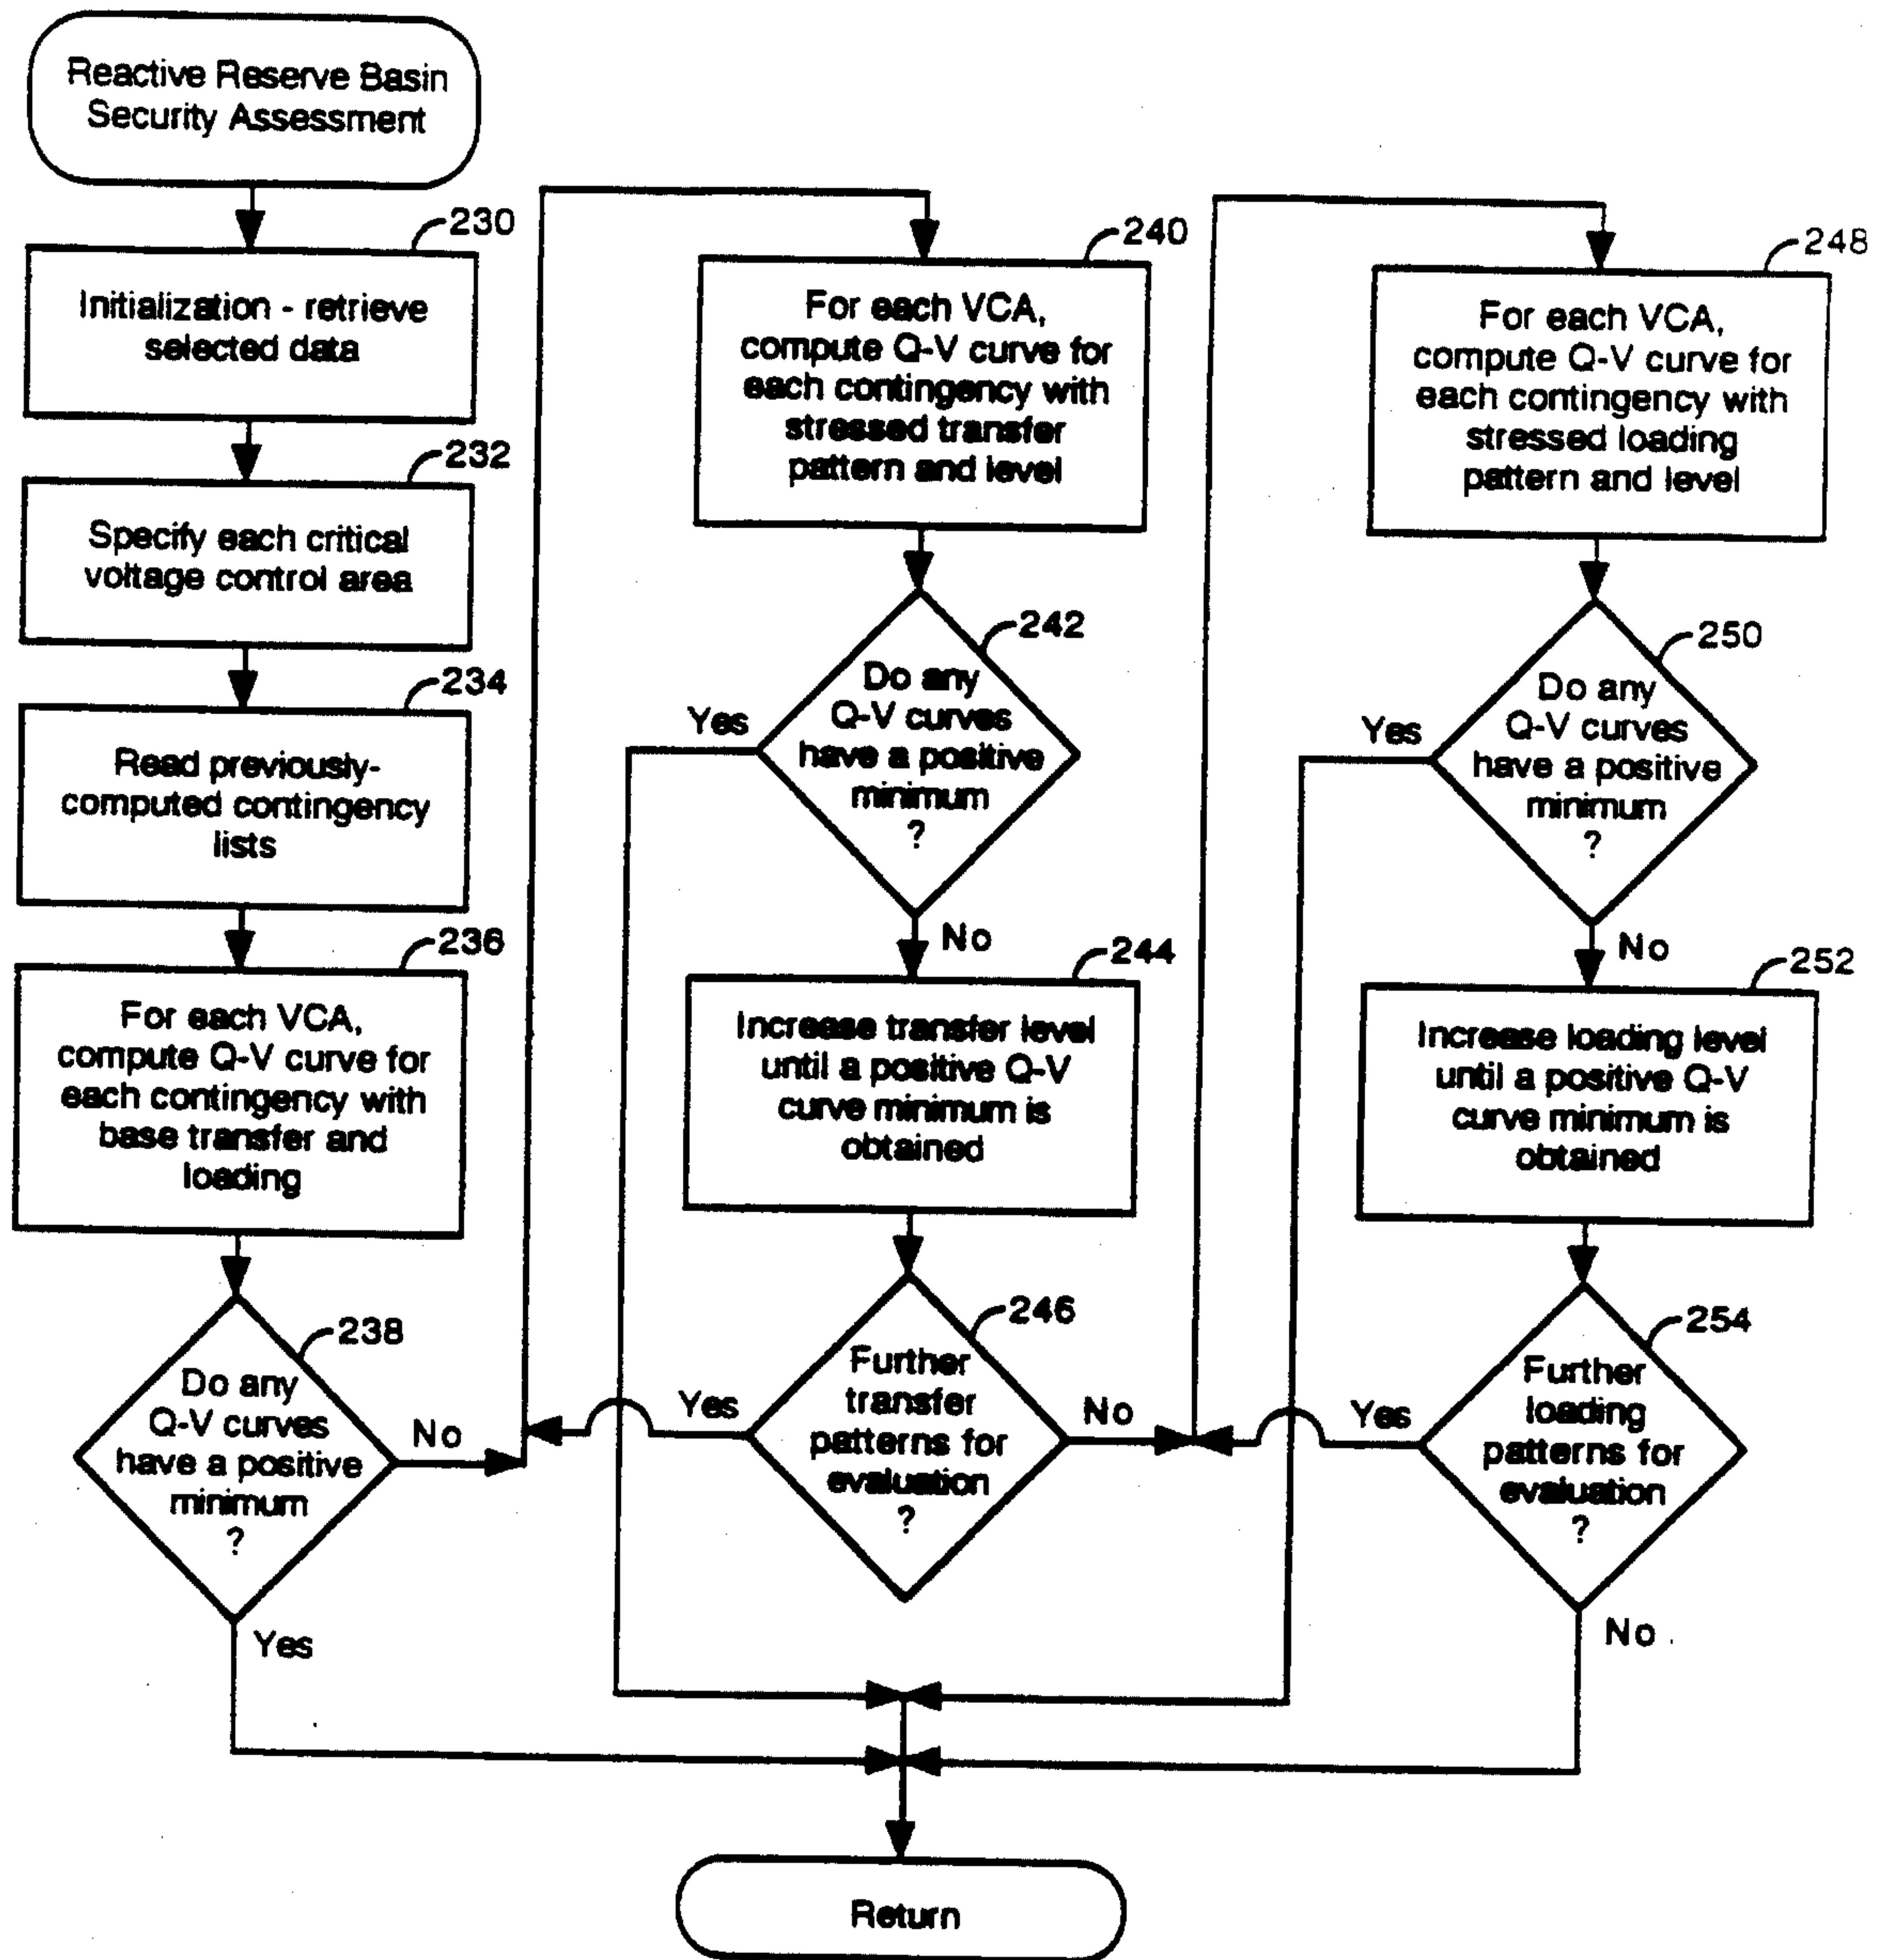 Reactive Reserve Basin
Security Assessment
230
Initialization - retrieve
selected data
232
Specify each critical
voltage control area
234
Read previously-
computed contingency
lists
236
For each VCA,
compute Q-V curve for
each contingency with
base transfer and
loading
238
Do any
Q-V curves
have a positive
minimum
?
No
Yes
240
For each VCA,
compute Q-V curve for
each contingency with
stressed transfer
pattern and level
242
Do any
Q-V curves
have a positive
minimum
?
Yes
No
244
Increase transfer level
until a positive Q-V
curve minimum is
obtained
246
Further
transfer
patterns for
evaluation
?
Yes
No
248
For each VCA,
compute Q-V curve for
each contingency with
stressed loading
pattern and level
250
Do any
Q-V curves
have a positive
minimum
?
Yes
No
252
Increase loading level
until a positive Q-V
curve minimum is
obtained
254
Further
loading
patterns for
evaluation
?
Yes
No
Return